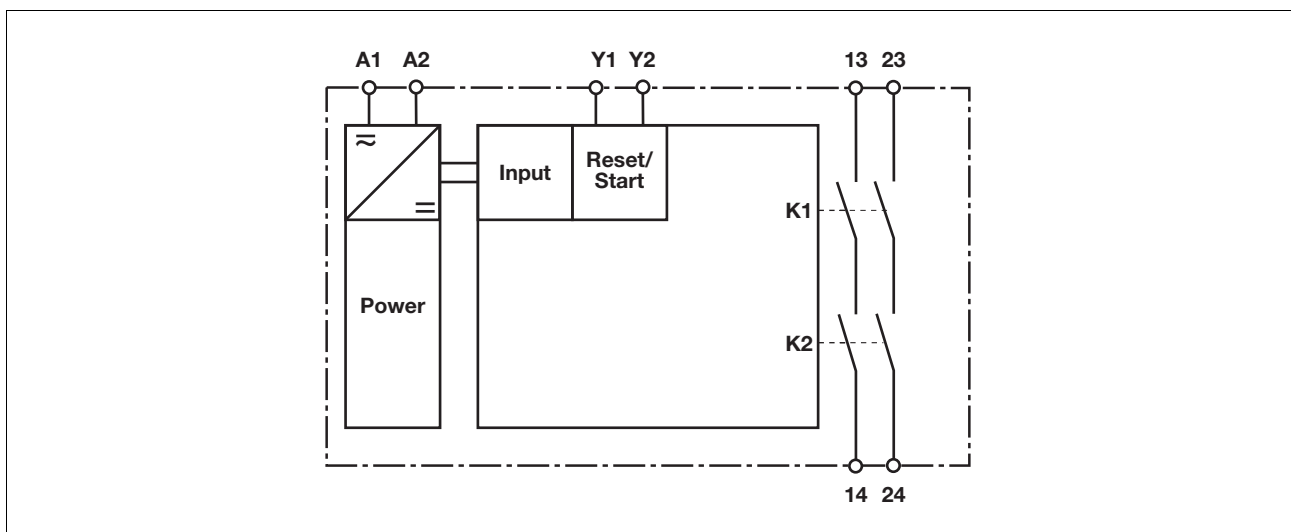 A1 A2 Y1 Y2 13 23
Input
Reset/
Start
K1
Power
K2
14 24